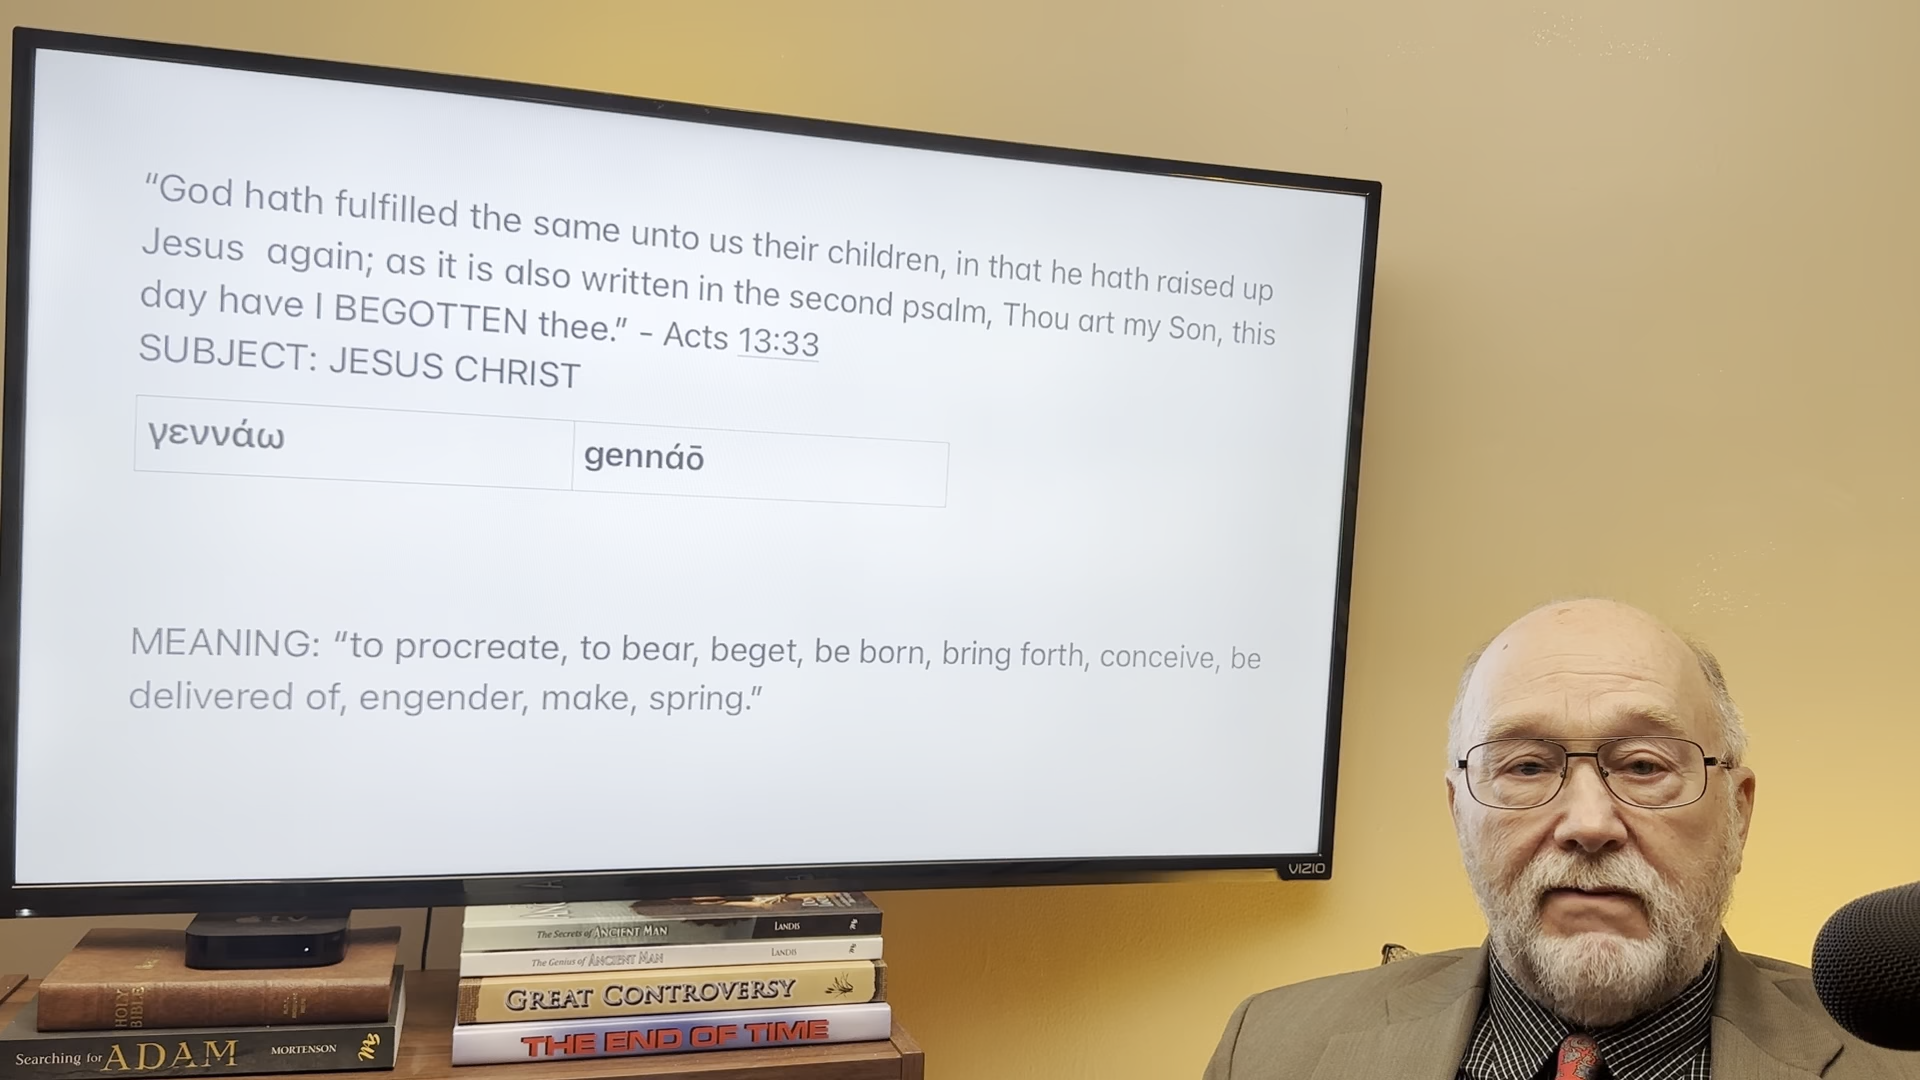 “God hath fulfilled the same unto us their children, in that he hath raised up
Jesus again; as it is also written in the second psalm, Thou art my Son, this
day have I BEGOTTEN thee.” – Acts 13:33
SUBJECT: JESUS CHRIST
γεννάω
gennáō
MEANING: “to procreate, to bear, beget, be born, bring forth, conceive, be
delivered of, engender, make, spring.”
VIZIO
tv
HOLY BIBLE
Searching for ADAM MORTENSON
The Secrets of ANCIENT MAN LANDIS
The Genius of ANCIENT MAN LANDIS
GREAT CONTROVERSY
THE END OF TIME